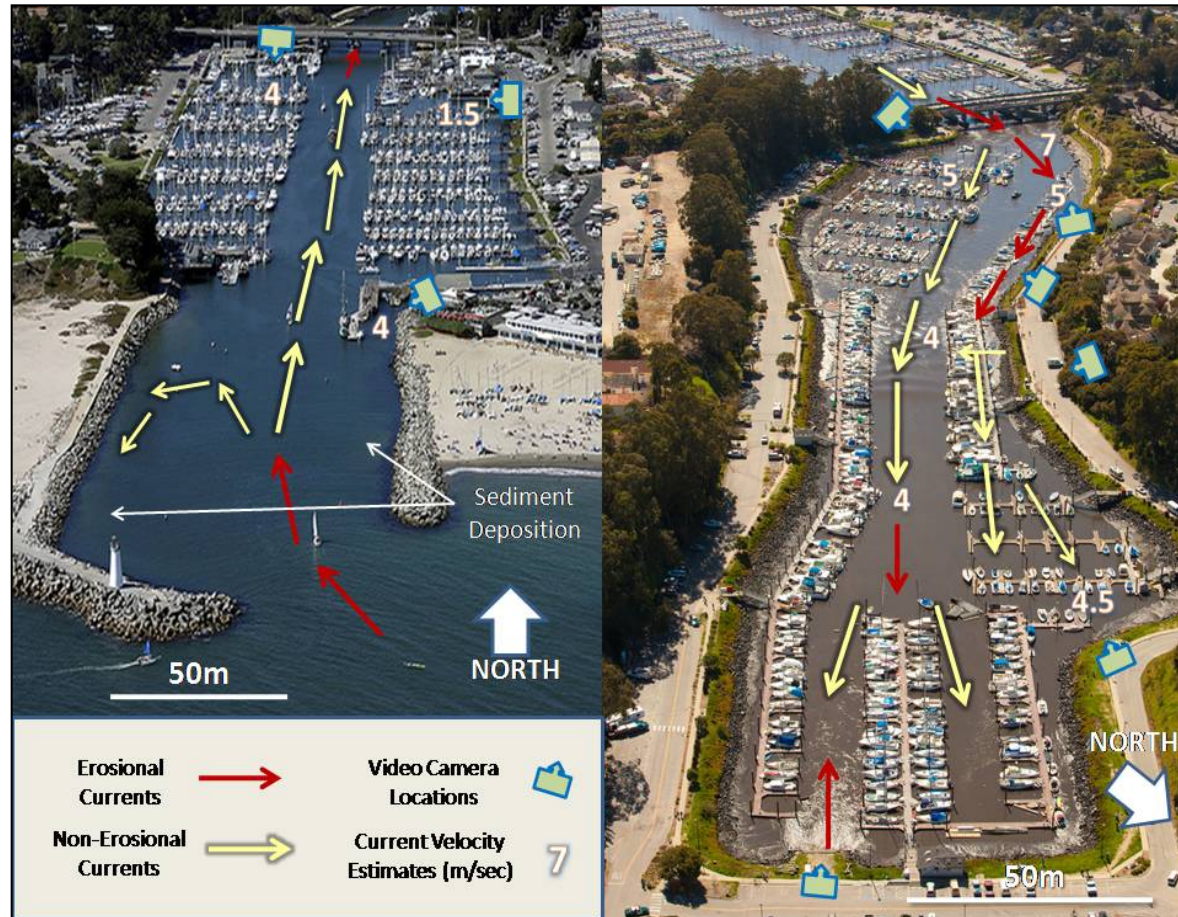 4
1.5
4
Sediment
Deposition
50m
NORTH
Erosional
Currents
Video Camera
Locations
Non-Erosional
Currents
Current Velocity
Estimates (m/sec)
7
7
5
5
4
4
4.5
NORTH
50m